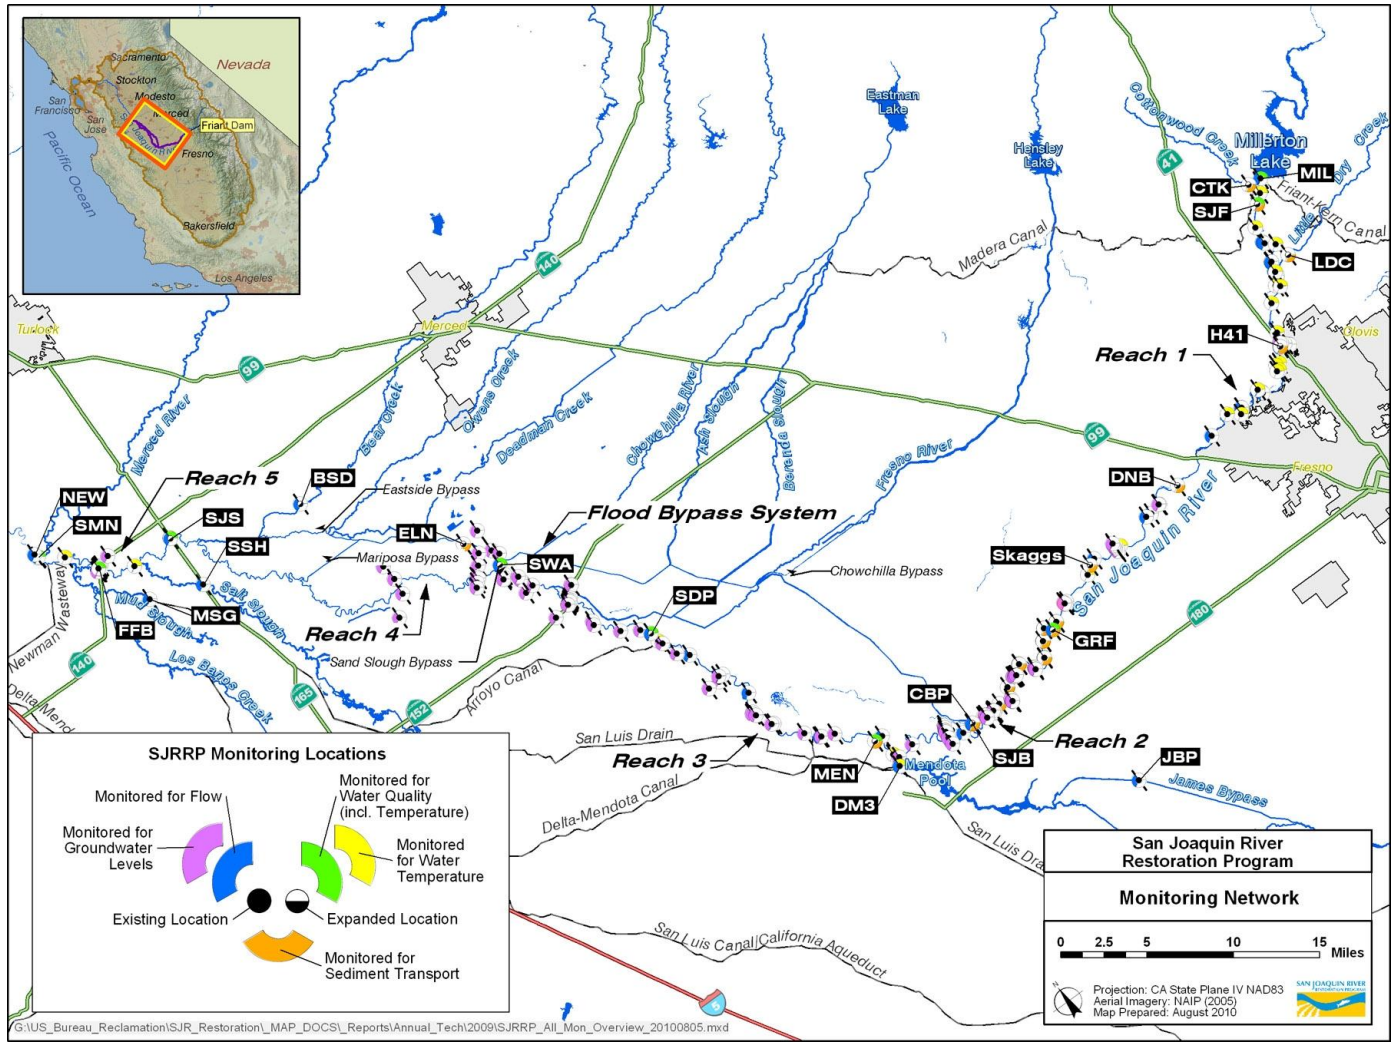 Nevada
Sacramento
Stockton
Modesto
Merced
San
Francisco
San
José
Friant Dam
Fresno
Pacific Ocean
Bakersfield
Los Angeles
Eastman
Lake
Hensley
Lake
Cottonwood Creek
Millerton
Lake
Little Dry Creek
41
MIL
CTK
SJF
Friant-Kern Canal
LDC
Madera Canal
140
Turlock
Merced
99
H41
Clovis
Reach 1
Merced River
Bear Creek
Owens Creek
Deadman Creek
Chowchilla River
Ash Slough
Berenda Slough
Fresno River
99
Fresno
Reach 5
BSD
Eastside Bypass
NEW
SMN
SJS
SSH
ELN
Flood Bypass System
SWA
Mariposa Bypass
Chowchilla Bypass
DNB
Skaggs
San Joaquin River
180
SDP
GRF
Newman Wasteway
Mud Slough
MSG
FFB
Salt Slough
Reach 4
Sand Slough Bypass
140
Los Banos Creek
165
152
Arroyo Canal
Delta-Mend
CBP
SJB
Reach 2
San Luis Drain
Reach 3
MEN
Mendota
Pool
DM3
JBP
James Bypass
Delta-Mendota Canal
San Luis Dra
San Luis Canal/California Aqueduct
5
SJRRP Monitoring Locations
Monitored for Flow
Monitored for
Water Quality
(incl. Temperature)
Monitored for
Groundwater
Levels
Monitored
for Water
Temperature
Existing Location
Expanded Location
Monitored for
Sediment Transport
San Joaquin River
Restoration Program
Monitoring Network
0 2.5 5 10 15
Miles
N
Projection: CA State Plane IV NAD83
Aerial Imagery: NAIP (2005)
Map Prepared: August 2010
SAN JOAQUIN RIVER
RESTORATION PROGRAM
G:\US_Bureau_Reclamation\SJR_Restoration\_MAP_DOCS\_Reports\Annual_Tech\2009\SJRRP_All_Mon_Overview_20100805.mxd